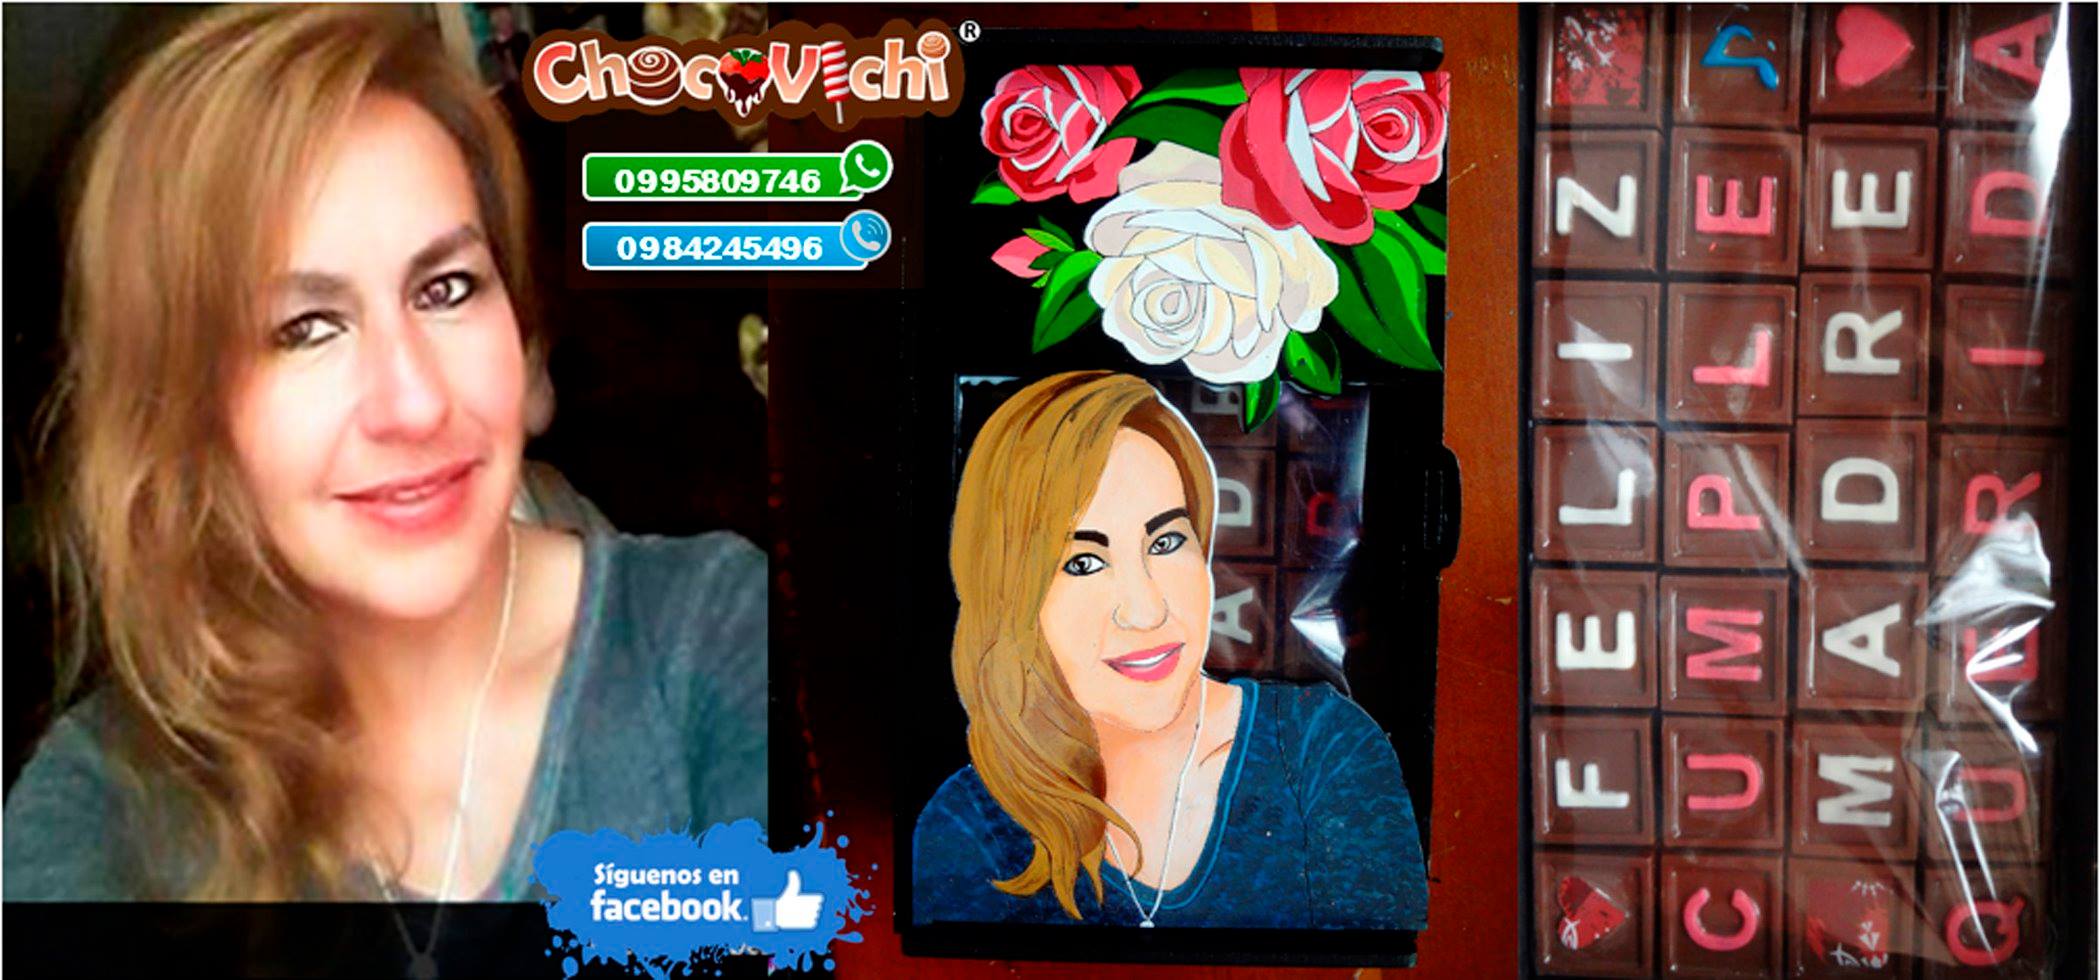 ChocoVichi®
0995809746
0984245496
Síguenos en
facebook
FELIZ
CUMPLE
MADRE
QUERIDA